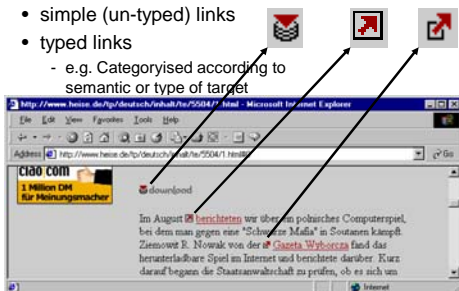 • simple (un-typed) links
• typed links
- e.g. Categoryised according to
semantic or type of target
http://www.heise.de/tp/deutsch/inhalt/te/5504/1.html - Microsoft Internet Explorer
File Edit View Favorites Tools Help
Address http://www.heise.de/tp/deutsch/inhalt/te/5504/1.html Go
ciao com
1 Million DM
für Meinungsmacher
download
Im August berichteten wir über ein polnisches Computerspiel,
bei dem man gegen eine "Schwarze Mafia" in Soutanen kämpft.
Ziemowit R. Nowak von der Gazeta Wyborcza fand das
herunterladbare Spiel im Internet und berichtete darüber. Kurz
darauf begann die Staatsanwaltschaft zu prüfen, ob es sich um
Internet